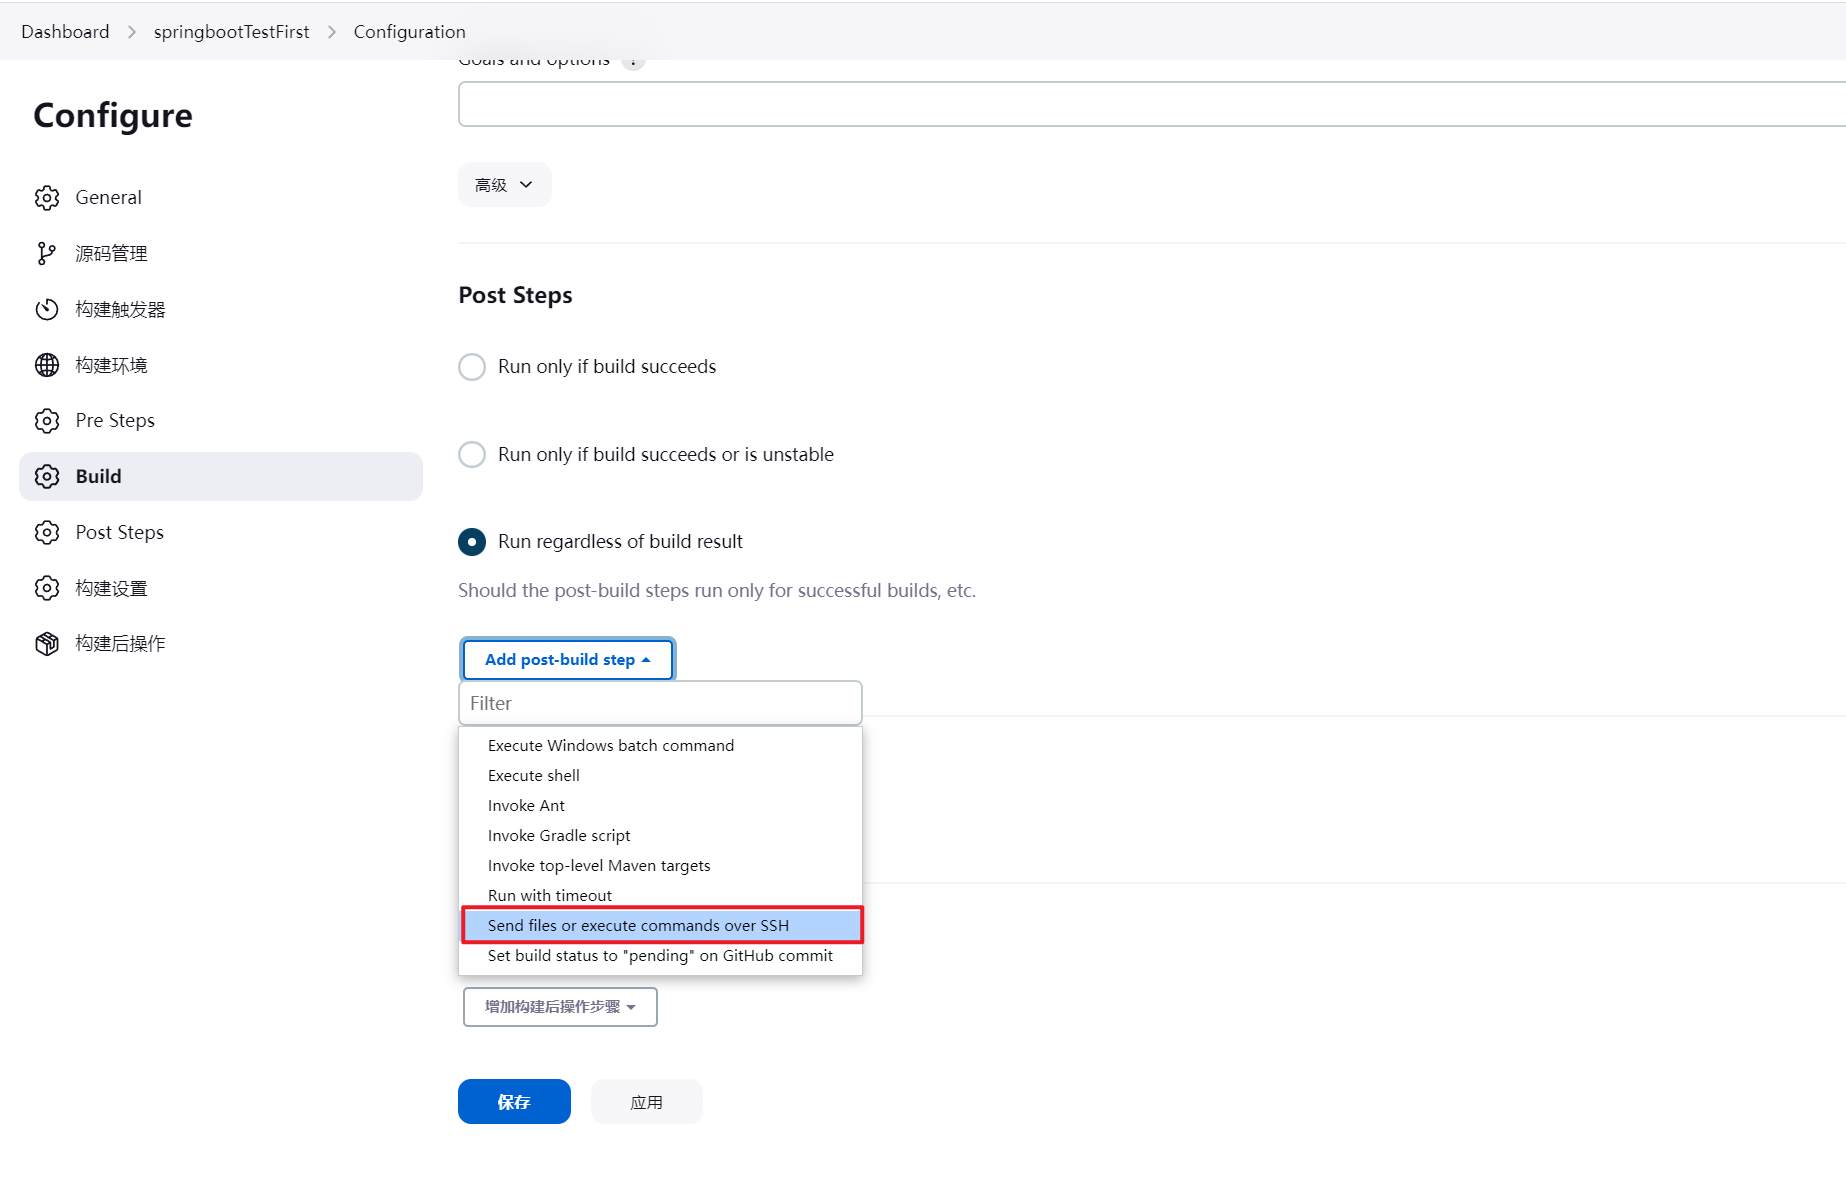 Dashboard > springbootTestFirst > Configuration
Goals and options ?
Configure
General
源码管理
构建触发器
构建环境
Pre Steps
Build
Post Steps
构建设置
构建后操作
高级
Post Steps
Run only if build succeeds
Run only if build succeeds or is unstable
Run regardless of build result
Should the post-build steps run only for successful builds, etc.
Add post-build step
Filter
Execute Windows batch command
Execute shell
Invoke Ant
Invoke Gradle script
Invoke top-level Maven targets
Run with timeout
Send files or execute commands over SSH
Set build status to "pending" on GitHub commit
增加构建后操作步骤
保存
应用